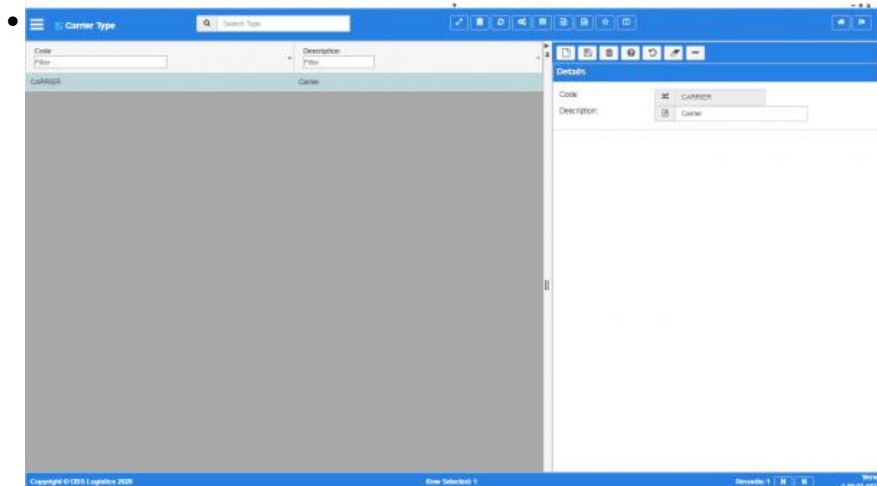 Carrier Type
Search Type
Code
Filter
Description
Filter
CARRIER
Carrier
Details
Code:
CARRIER
Description:
Carrier
Copyright © OBS Logistics 2020
Row Selected: 1
Records: 1